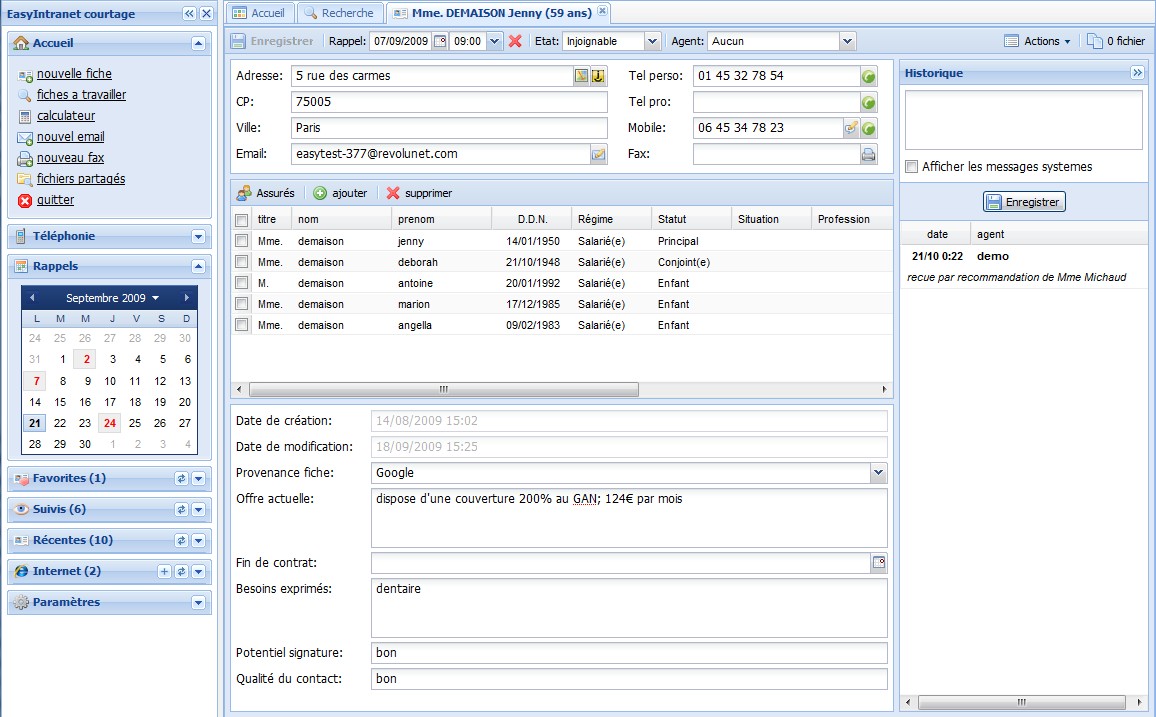 EasyIntranet courtage
Accueil
nouvelle fiche
fiches a travailler
calculateur
nouvel email
nouveau fax
fichiers partagés
quitter
Téléphonie
Rappels
Septembre 2009
L M M J V S D
24 25 26 27 28 29 30
31 1 2 3 4 5 6
7 8 9 10 11 12 13
14 15 16 17 18 19 20
21 22 23 24 25 26 27
28 29 30 1 2 3 4
Favorites (1)
Suivis (6)
Récentes (10)
Internet (2)
Paramètres
Accueil Recherche Mme. DEMAISON Jenny (59 ans)
Enregistrer Rappel: 07/09/2009 09:00 Etat: Injoignable Agent: Aucun Actions 0 fichier
Adresse: 5 rue des carmes Tel perso: 01 45 32 78 54
CP: 75005 Tel pro:
Ville: Paris Mobile: 06 45 34 78 23
Email: easytest-377@revolunet.com Fax:
Assurés ajouter supprimer
titre nom prenom D.D.N. Régime Statut Situation Profession
Mme. demaison jenny 14/01/1950 Salarié(e) Principal
Mme. demaison deborah 21/10/1948 Salarié(e) Conjoint(e)
M. demaison antoine 20/01/1992 Salarié(e) Enfant
Mme. demaison marion 17/12/1985 Salarié(e) Enfant
Mme. demaison angella 09/02/1983 Salarié(e) Enfant
Date de création: 14/08/2009 15:02
Date de modification: 18/09/2009 15:25
Provenance fiche: Google
Offre actuelle: dispose d'une couverture 200% au GAN; 124€ par mois
Fin de contrat:
Besoins exprimés: dentaire
Potentiel signature: bon
Qualité du contact: bon
Historique
Afficher les messages systemes
Enregistrer
date agent
21/10 0:22 demo
recue par recommandation de Mme Michaud